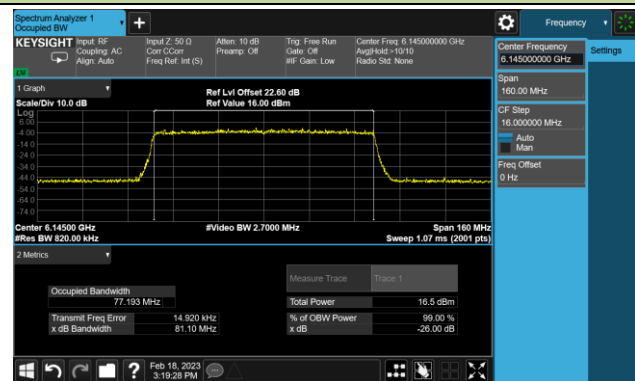 Spectrum Analyzer 1
Occupied BW
Frequency
KEYSIGHT
Input: RF
Coupling: AC
Align: Auto
Input Z: 50 Ω
Corr CCorr
Freq Ref: Int (S)
Atten: 10 dB
Preamp: Off
Trig: Free Run
Gate: Off
#IF Gain: Low
Center Freq: 6.145000000 GHz
Avg|Hold:>10/10
Radio Std: None
Center Frequency
6.145000000 GHz
Settings
Span
160.00 MHz
CF Step
16.000000 MHz
Auto
Man
Freq Offset
0 Hz
1 Graph
Scale/Div 10.0 dB
Ref Lvl Offset 22.60 dB
Ref Value 16.00 dBm
Log
6.00
-4.00
-14.0
-24.0
-34.0
-44.0
-54.0
-64.0
-74.0
Center 6.14500 GHz
#Res BW 820.00 kHz
#Video BW 2.7000 MHz
Span 160 MHz
Sweep 1.07 ms (2001 pts)
2 Metrics
Measure Trace
Trace 1
Occupied Bandwidth
77.193 MHz
Total Power
16.5 dBm
Transmit Freq Error
14.920 kHz
% of OBW Power
99.00 %
x dB Bandwidth
81.10 MHz
x dB
-26.00 dB
Feb 18, 2023
3:19:28 PM